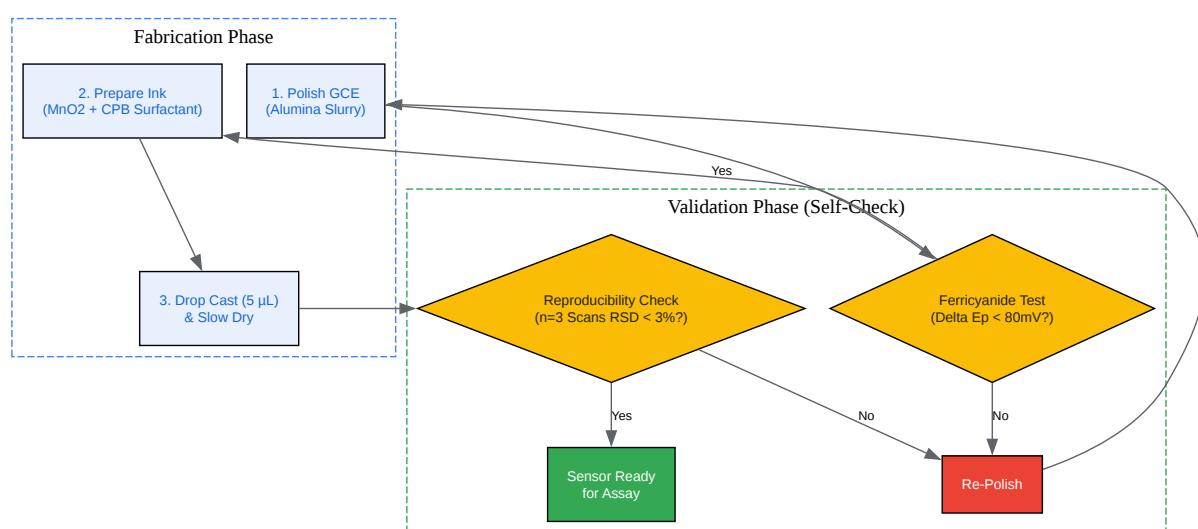 Fabrication Phase
2. Prepare Ink
(MnO2 + CPB Surfactant)
1. Polish GCE
(Alumina Slurry)
Yes
Validation Phase (Self-Check)
3. Drop Cast (5 µL)
& Slow Dry
Reproducibility Check
(n=3 Scans RSD < 3%?)
Ferricyanide Test
(Delta Ep < 80mV?)
Yes
No
No
Sensor Ready
for Assay
Re-Polish